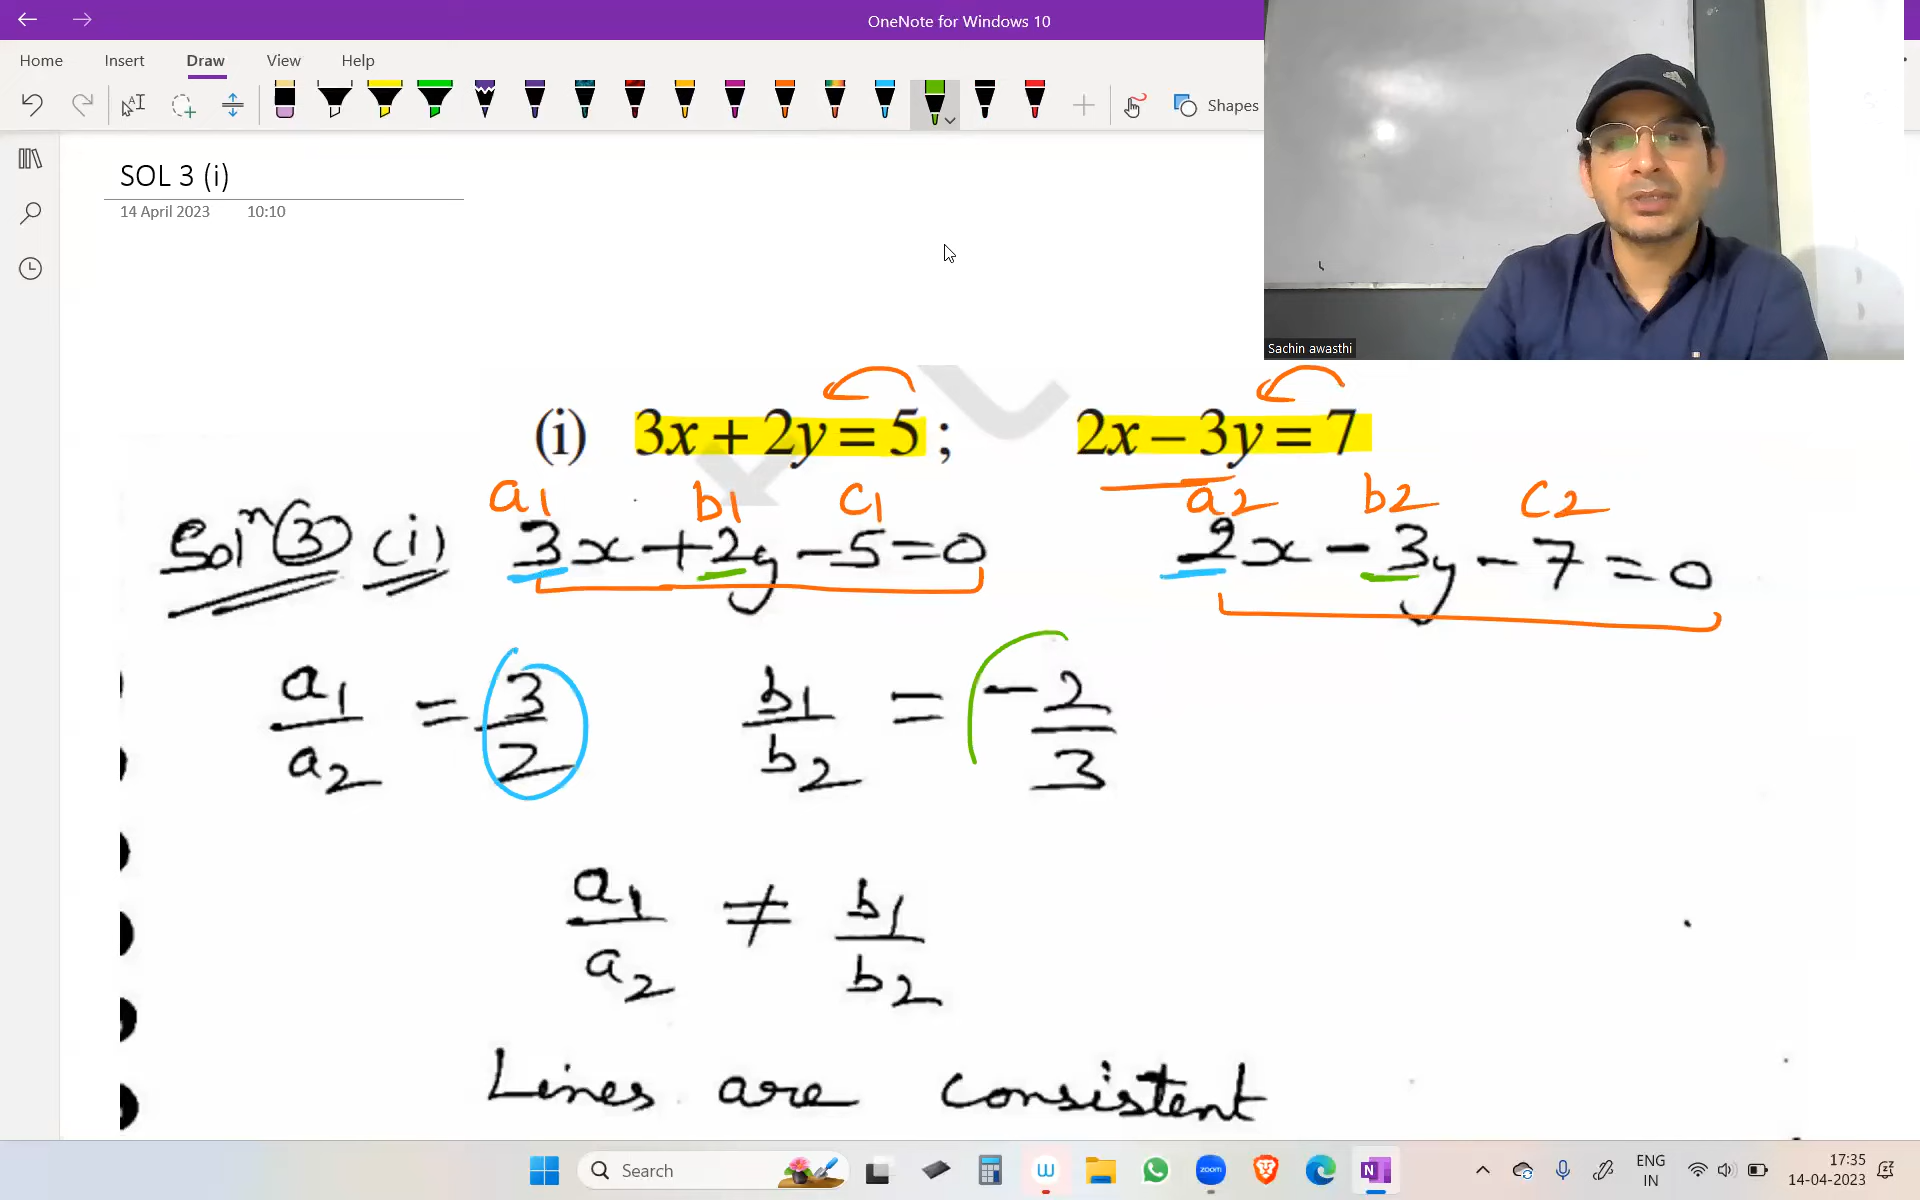 OneNote for Windows 10
Home Insert Draw View Help
Shapes
SOL 3 (i)
14 April 2023 10:10
Sachin awasthi
(i) 3x + 2y = 5 ; 2x – 3y = 7
a1 b1 c1 a2 b2 c2
Solⁿ (3) (i) 3x + 2y – 5 = 0 2x – 3y – 7 = 0
a1/a2 = 3/2 b1/b2 = –2/3
a1/a2 ≠ b1/b2
Lines are consistent
Search
zoom
ENG
IN
17:35
14-04-2023